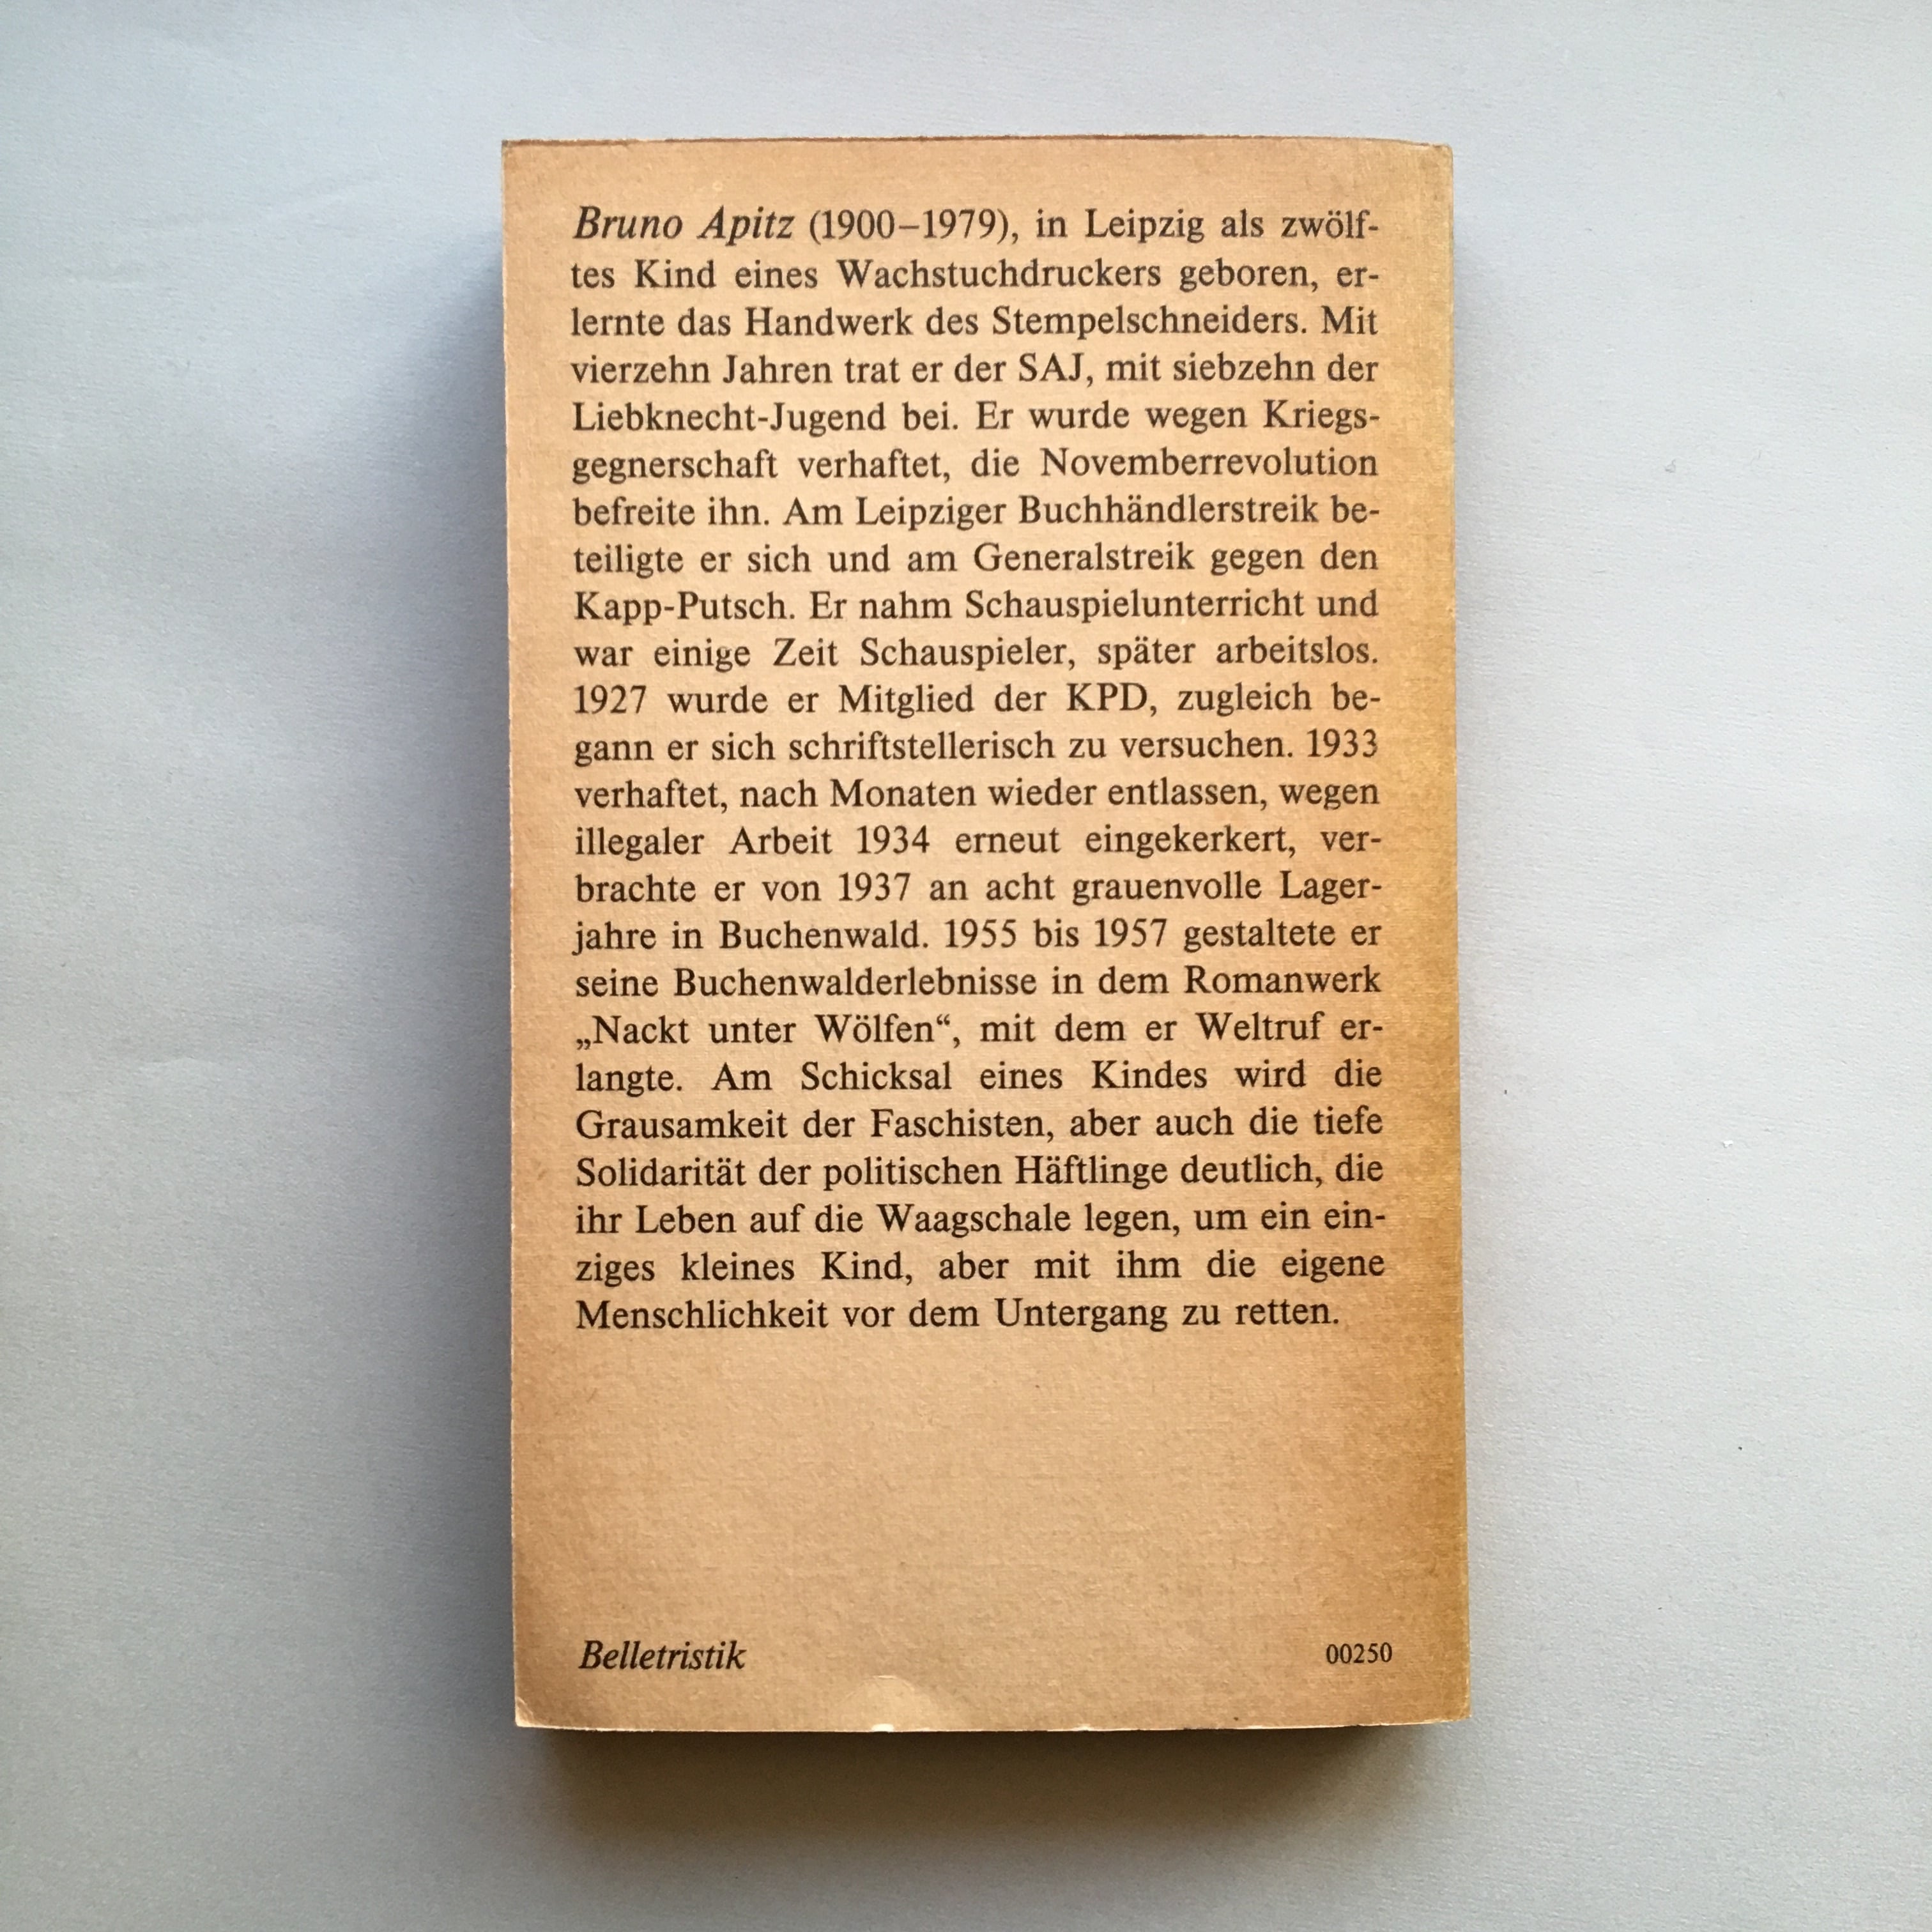 Bruno Apitz (1900–1979), in Leipzig als zwölf-
tes Kind eines Wachstuchdruckers geboren, er-
lernte das Handwerk des Stempelschneiders. Mit
vierzehn Jahren trat er der SAJ, mit siebzehn der
Liebknecht-Jugend bei. Er wurde wegen Kriegs-
gegnerschaft verhaftet, die Novemberrevolution
befreite ihn. Am Leipziger Buchhändlerstreik be-
teiligte er sich und am Generalstreik gegen den
Kapp-Putsch. Er nahm Schauspielunterricht und
war einige Zeit Schauspieler, später arbeitslos.
1927 wurde er Mitglied der KPD, zugleich be-
gann er sich schriftstellerisch zu versuchen. 1933
verhaftet, nach Monaten wieder entlassen, wegen
illegaler Arbeit 1934 erneut eingekerkert, ver-
brachte er von 1937 an acht grauenvolle Lager-
jahre in Buchenwald. 1955 bis 1957 gestaltete er
seine Buchenwalderlebnisse in dem Romanwerk
„Nackt unter Wölfen“, mit dem er Weltruf er-
langte. Am Schicksal eines Kindes wird die
Grausamkeit der Faschisten, aber auch die tiefe
Solidarität der politischen Häftlinge deutlich, die
ihr Leben auf die Waagschale legen, um ein ein-
ziges kleines Kind, aber mit ihm die eigene
Menschlichkeit vor dem Untergang zu retten.
Belletristik
00250